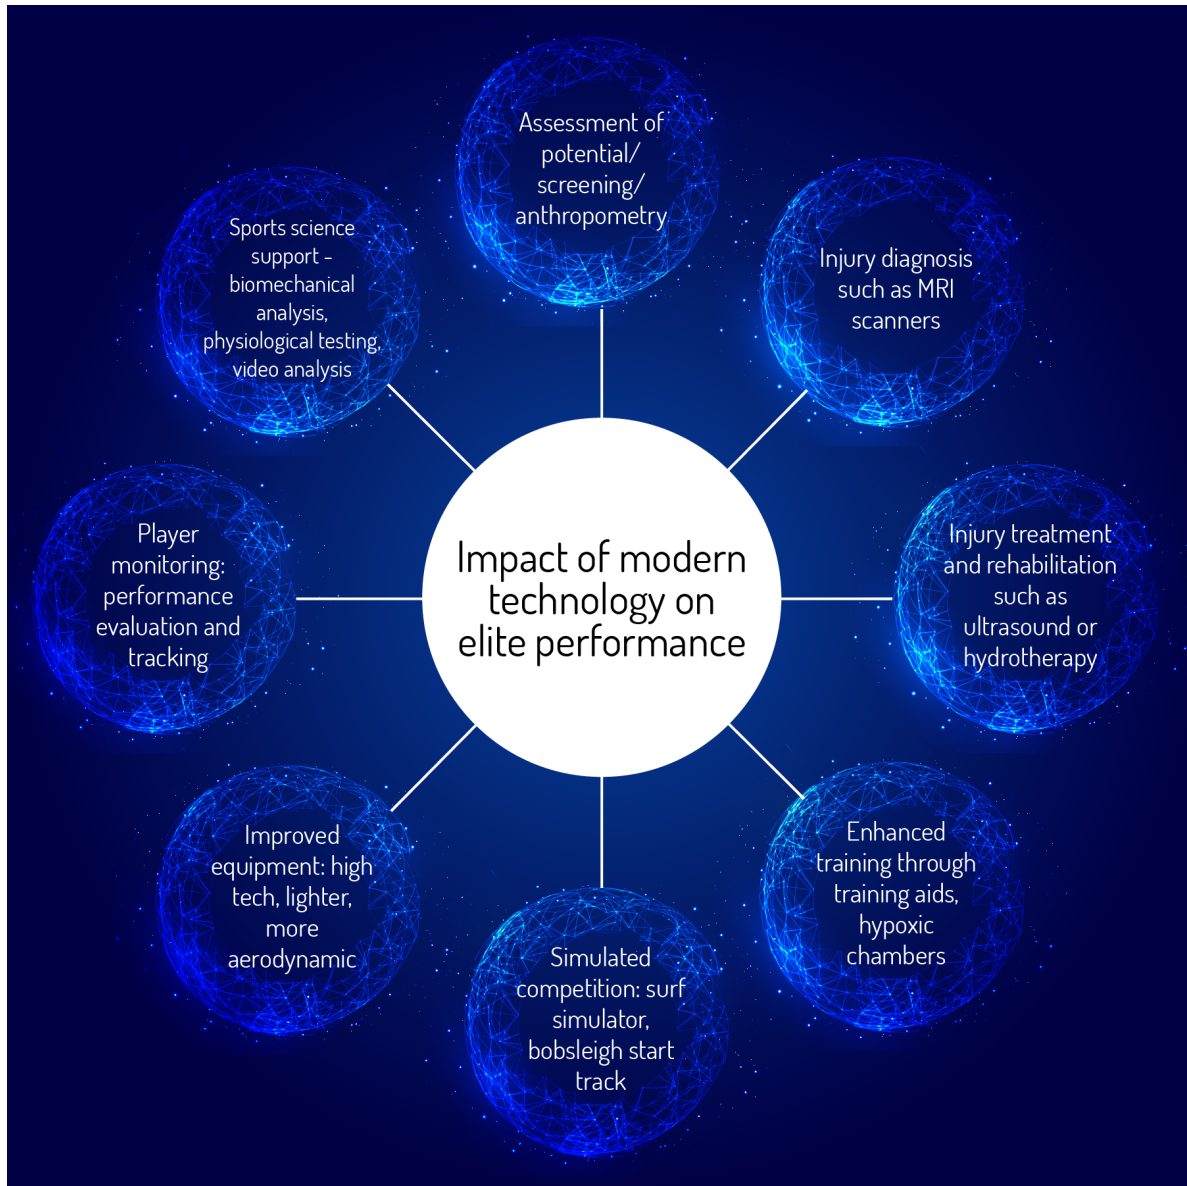 Assessment of
potential/
screening/
anthropometry
Injury diagnosis
such as MRI
scanners
Injury treatment
and rehabilitation
such as
ultrasound or
hydrotherapy
Enhanced
training through
training aids,
hypoxic
chambers
Simulated
competition: surf
simulator,
bobsleigh start
track
Improved
equipment: high
tech, lighter,
more
aerodynamic
Player
monitoring:
performance
evaluation and
tracking
Sports science
support -
biomechanical
analysis,
physiological testing,
video analysis
Impact of modern
technology on
elite performance